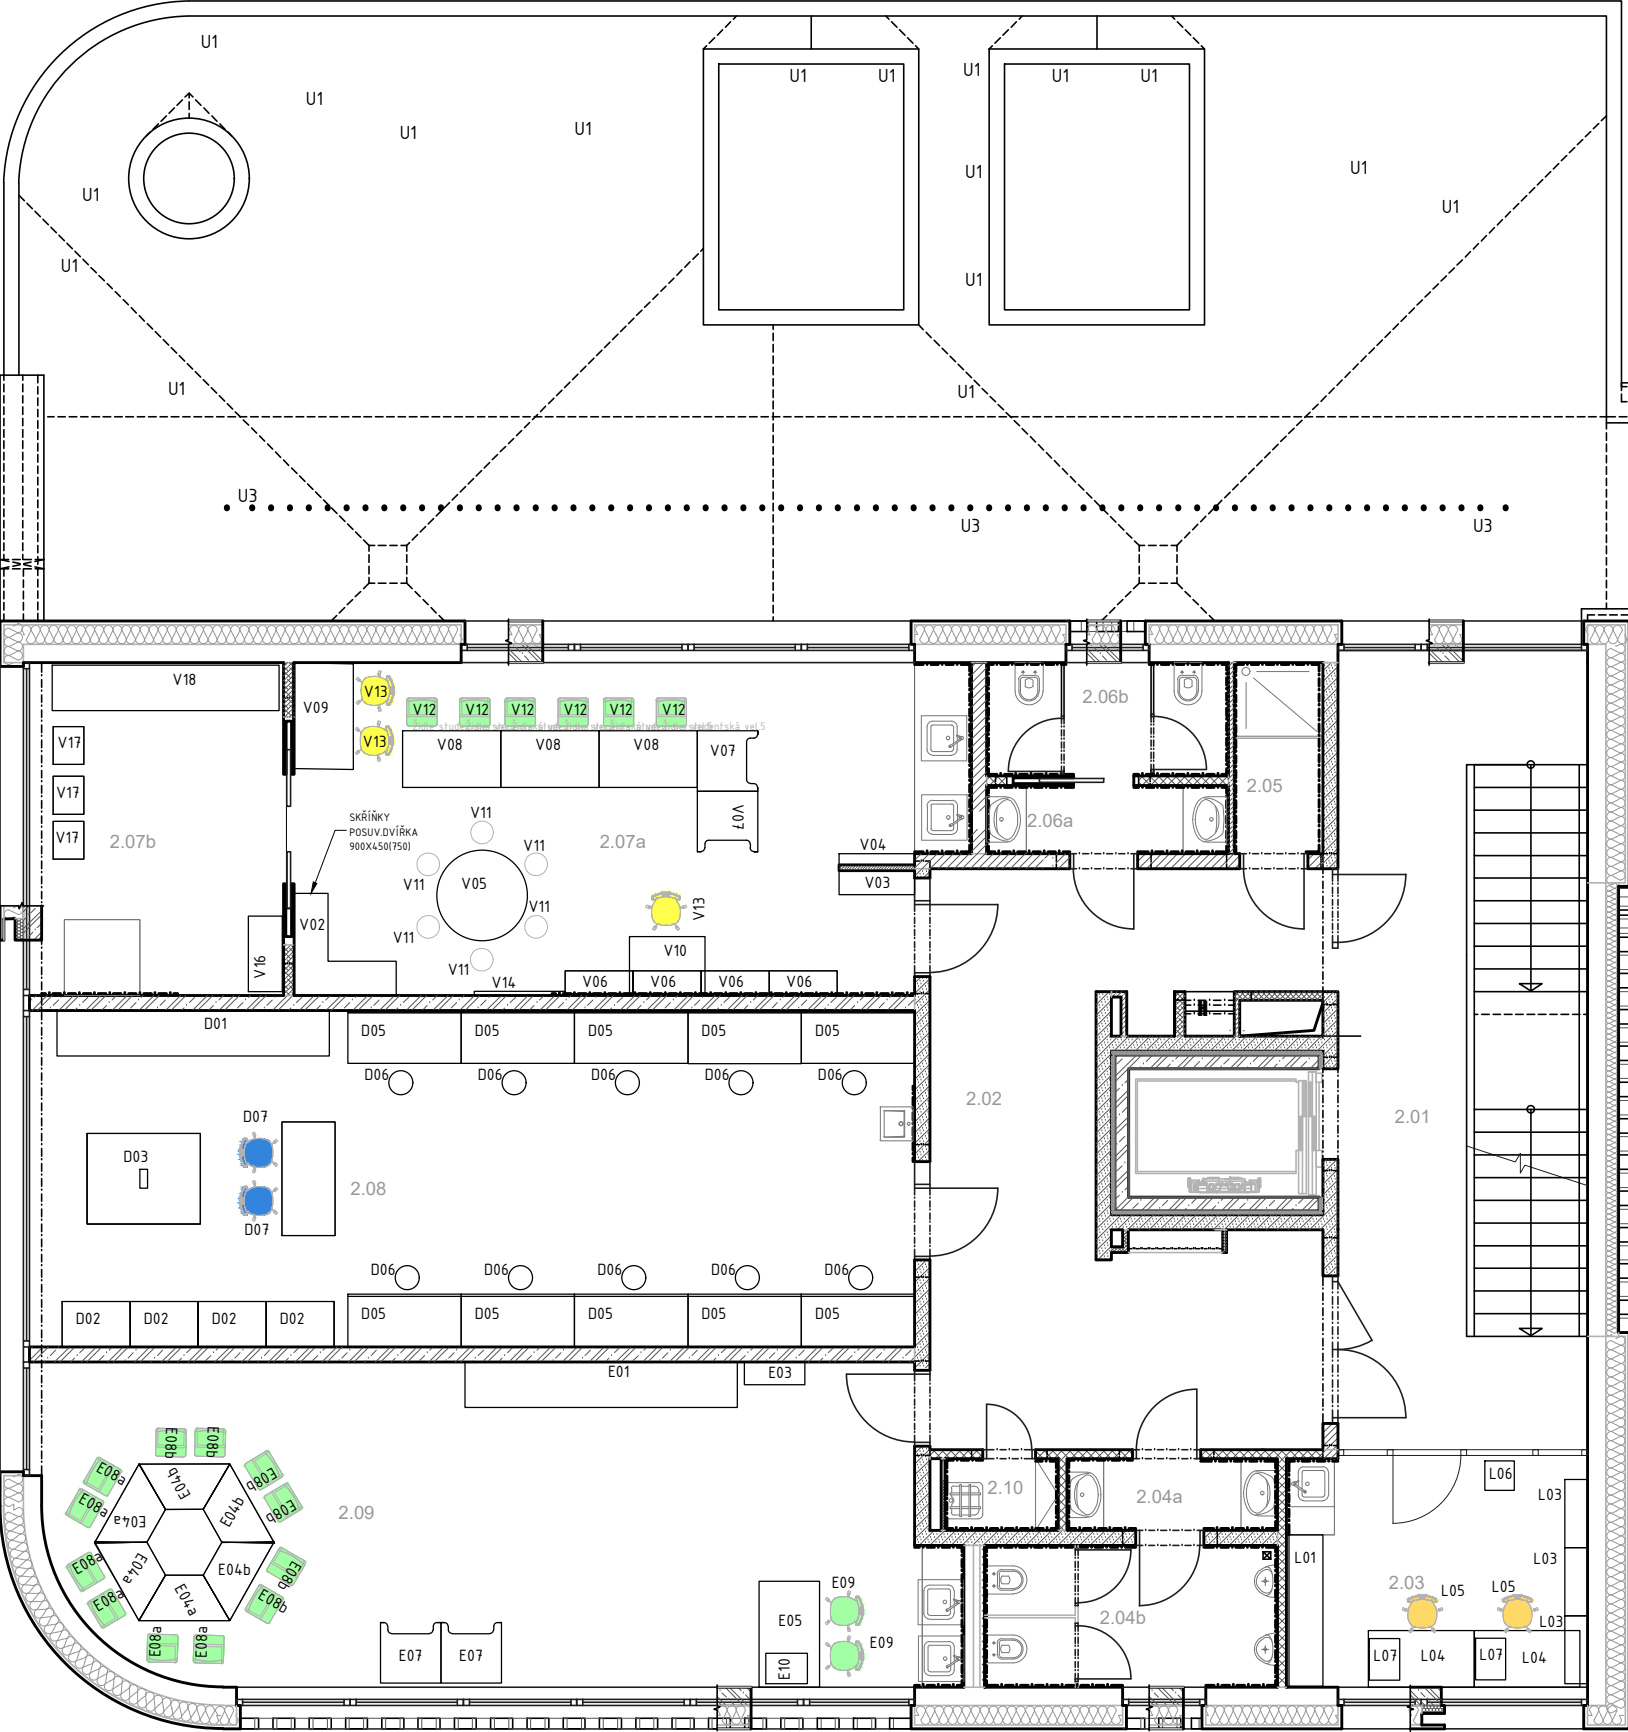 U1
U1
U1
U1
U1 U1
U1
U1 U1
U1
U1
U1
U1
U1
U1
U1
U1
U3
U3
U3
V18
V09
V13
V13
V12 V12 V12 V12 V12 V12
V08 V08 V08 V07
V07
V17
V17
V17
2.07b
SKŘÍŇKY
POSUV.DVÍŘKA
900X450(750)
V11
V11
V11
V11
V11
V11
V05
2.07a
V04
V03
V13
V10
V02
V16
V14
V06 V06 V06 V06
2.06b
2.06a
2.05
D01
D05 D05 D05 D05 D05
D06 D06 D06 D06 D06
D07
D03
D07
2.08
D06 D06 D06 D06 D06
D02 D02 D02 D02
D05 D05 D05 D05 D05
2.02
2.01
E01
E03
E08b E08b
E08b
E08b
E08a
E08a
E04b
E04b
E04b
E04a
E04a
E04a
E08a
E08a
E08b
E08b
E08a E08a
2.09
E07 E07
E05
E10
E09
E09
2.10
2.04a
2.04b
L01
L06
L03
L03
L03
2.03
L05
L05
L07 L04 L07 L04